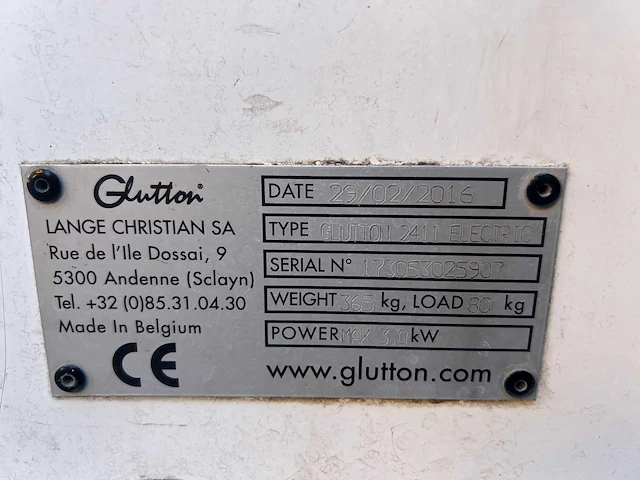 Glutton®
LANGE CHRISTIAN SA
Rue de l'Ile Dossai, 9
5300 Andenne (Sclayn)
Tel. +32 (0)85.31.04.30
Made In Belgium
CE
DATE 29/02/2016
TYPE GLUTTON 2411 ELECTRIC
SERIAL N° 173053025907
WEIGHT 365 kg, LOAD 80 kg
POWER MAX 3.0 kW
www.glutton.com